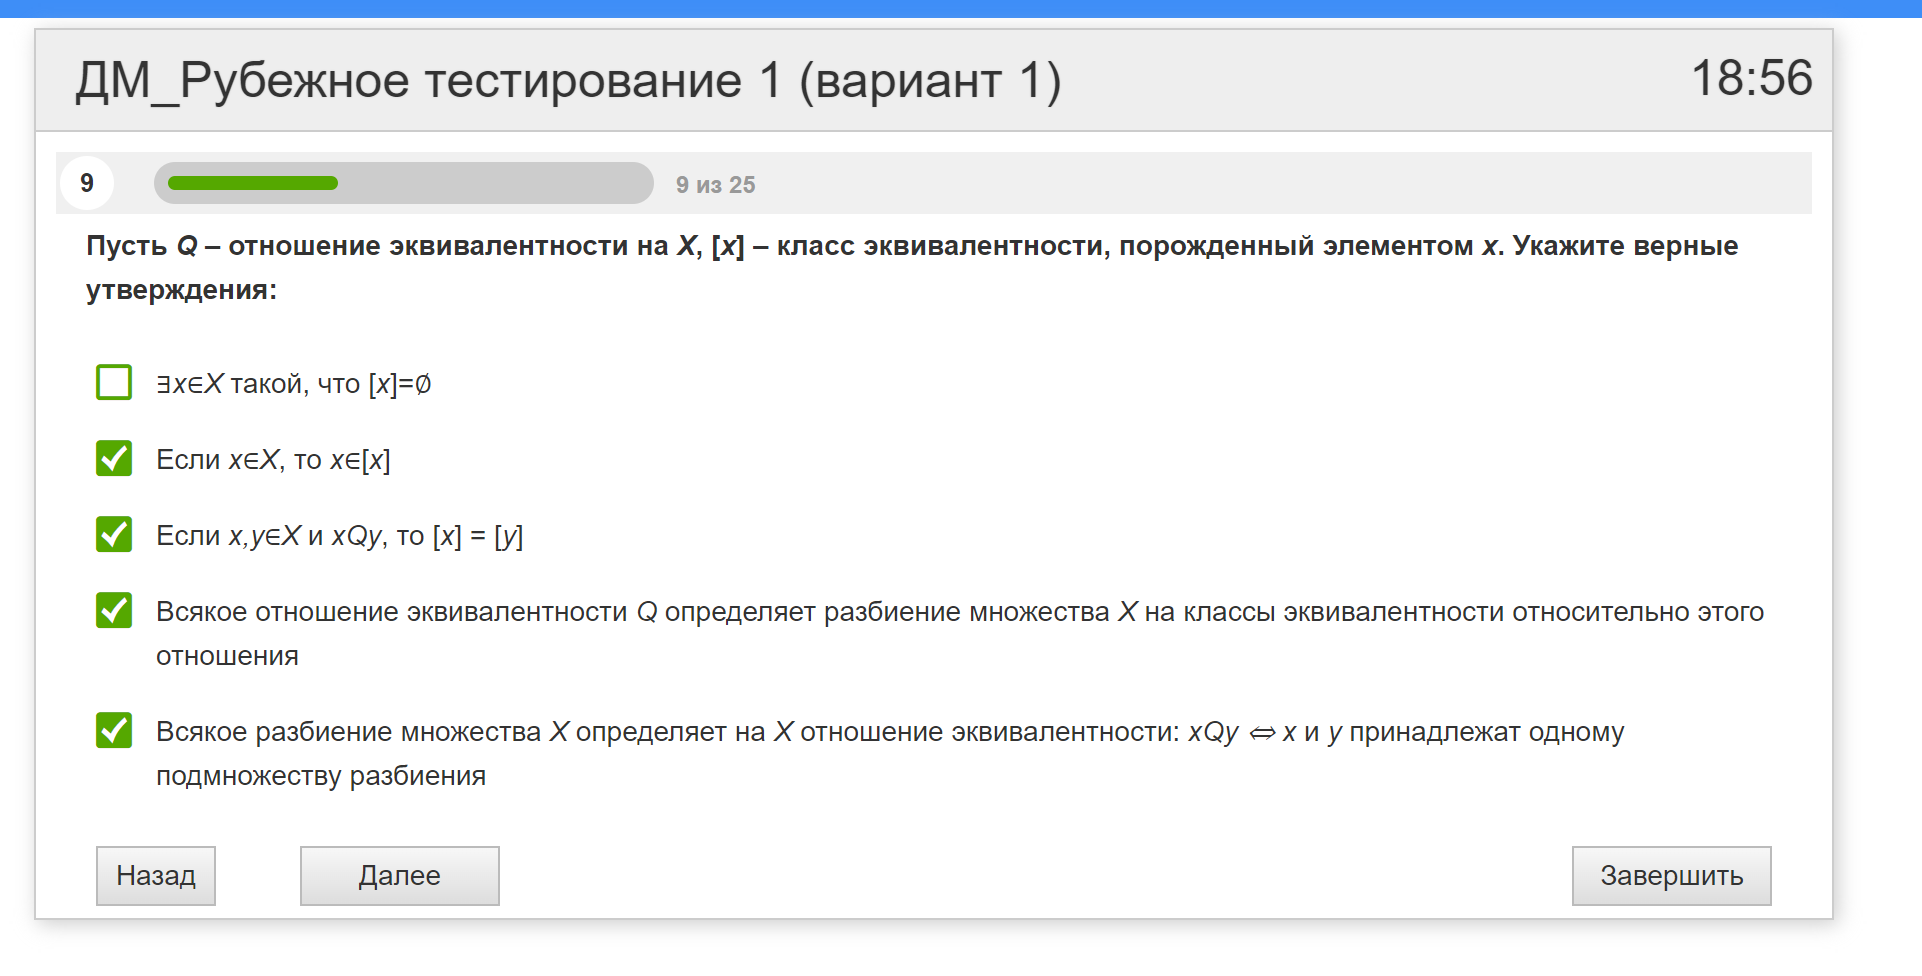 ДМ_Рубежное тестирование 1 (вариант 1)
18:56
9
9 из 25
Пусть Q – отношение эквивалентности на X, [x] – класс эквивалентности, порожденный элементом x. Укажите верные
утверждения:
∃x∈X такой, что [x]=∅
Если x∈X, то x∈[x]
Если x,y∈X и xQy, то [x] = [y]
Всякое отношение эквивалентности Q определяет разбиение множества X на классы эквивалентности относительно этого
отношения
Всякое разбиение множества X определяет на X отношение эквивалентности: xQy ⇔ x и y принадлежат одному
подмножеству разбиения
Назад
Далее
Завершить